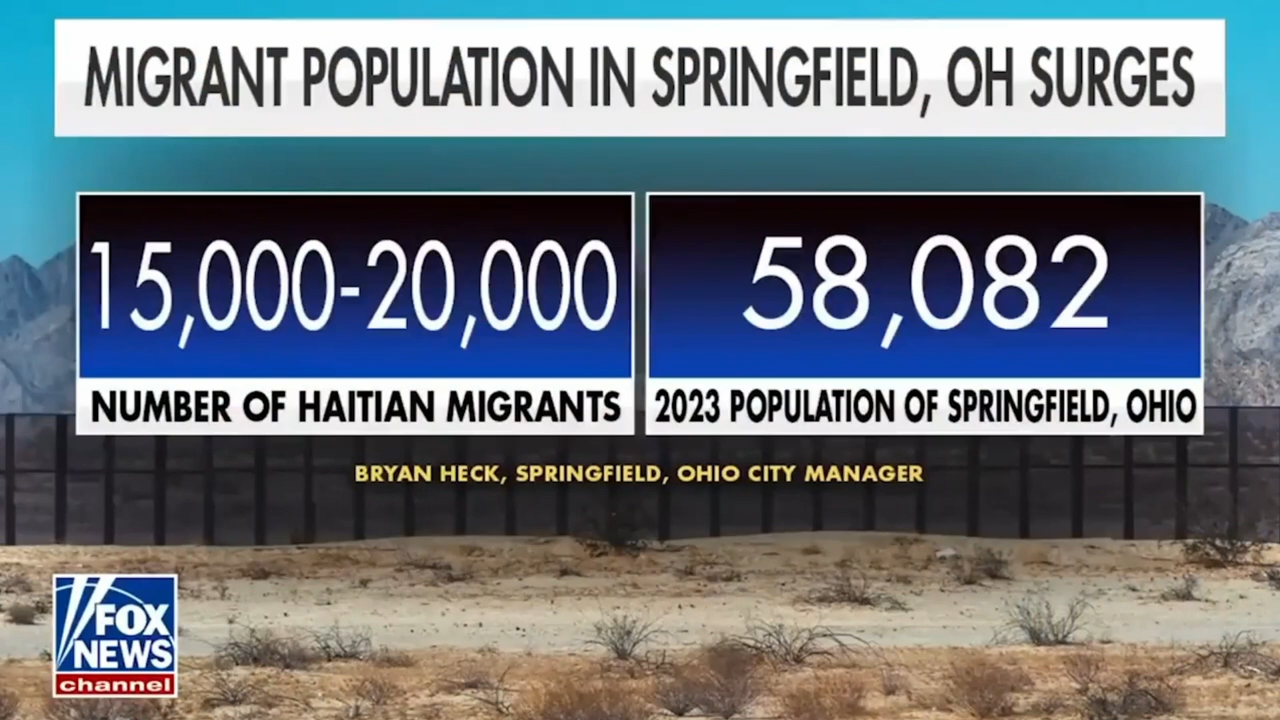 MIGRANT POPULATION IN SPRINGFIELD, OH SURGES
15,000-20,000
NUMBER OF HAITIAN MIGRANTS
58,082
2023 POPULATION OF SPRINGFIELD, OHIO
BRYAN HECK, SPRINGFIELD, OHIO CITY MANAGER
FOX
NEWS
channel